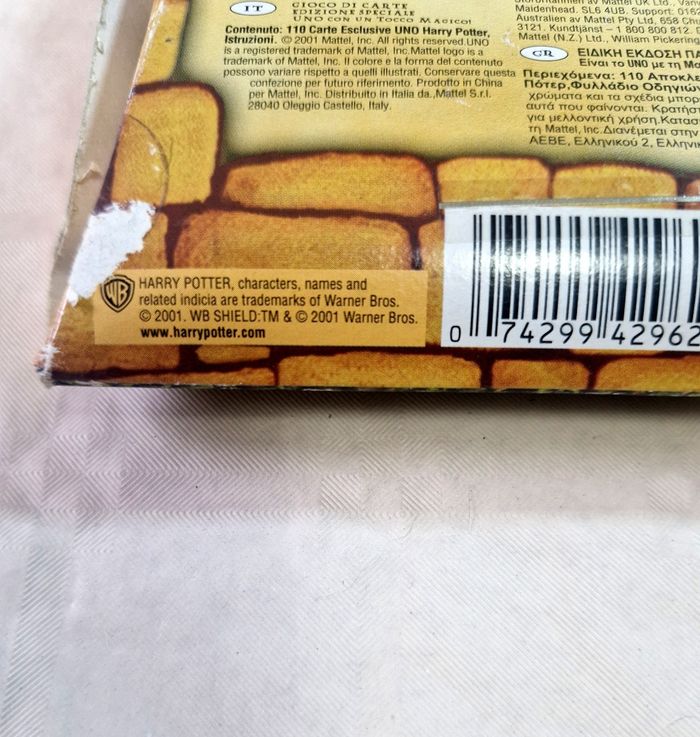 IT
GIOCO DI CARTE
EDIZIONE SPECIALE
UNO CON UN TOCCO MAGICO!
Contenuto: 110 Carte Esclusive UNO Harry Potter,
Istruzioni. © 2001 Mattel, Inc. All rights reserved.UNO
is a registered trademark of Mattel, Inc.Mattel logo is a
trademark of Mattel, Inc. Il colore e la forma del contenuto
possono variare rispetto a quelli illustrati. Conservare questa
confezione per futuro riferimento. Prodotto in China
per Mattel, Inc. Distribuito in Italia da.,Mattel S.r.l.
28040 Oleggio Castello, Italy.
Maidenhead, SL6 4UB. Support: 01
Australien av Mattel Pty Ltd, 658 Ch
3121. Kundtjänst - 1 800 800 812. D
Mattel (N.Z.) Ltd., William Pickering
GR
ΕΙΔΙΚΗ ΕΚΔΟΣΗ ΠΑ
Είναι το UNO με τη Μα
Περιεχόμενα: 110 Αποκλ
Πότερ,Φυλλάδιο Οδηγιών
χρώματα και τα σχέδια μπορ
αυτά που φαίνονται. Κρατήστ
για μελλοντική χρήση.Κατασ
τη Mattel, Inc.Διανέμεται στην
ΑΕΒΕ, Ελληνικού 2, Ελληνικ
WB
HARRY POTTER, characters, names and
related indicia are trademarks of Warner Bros.
© 2001. WB SHIELD:TM & © 2001 Warner Bros.
www.harrypotter.com
0 74299 42962